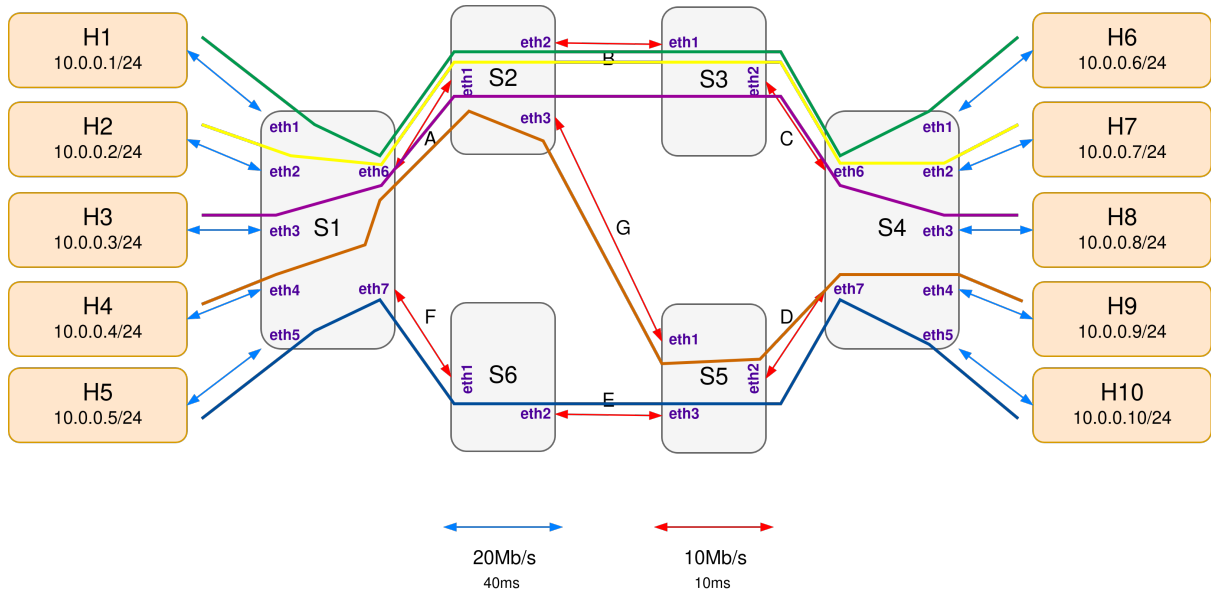 H1
10.0.0.1/24
H2
10.0.0.2/24
H3
10.0.0.3/24
H4
10.0.0.4/24
H5
10.0.0.5/24
S1
eth1
eth2
eth3
eth4
eth5
eth6
eth7
A
F
S2
eth1
eth2
eth3
B
G
S6
eth1
eth2
E
S3
eth1
eth2
C
S5
eth1
eth2
eth3
D
S4
eth6
eth7
eth1
eth2
eth3
eth4
eth5
H6
10.0.0.6/24
H7
10.0.0.7/24
H8
10.0.0.8/24
H9
10.0.0.9/24
H10
10.0.0.10/24
20Mb/s
40ms
10Mb/s
10ms